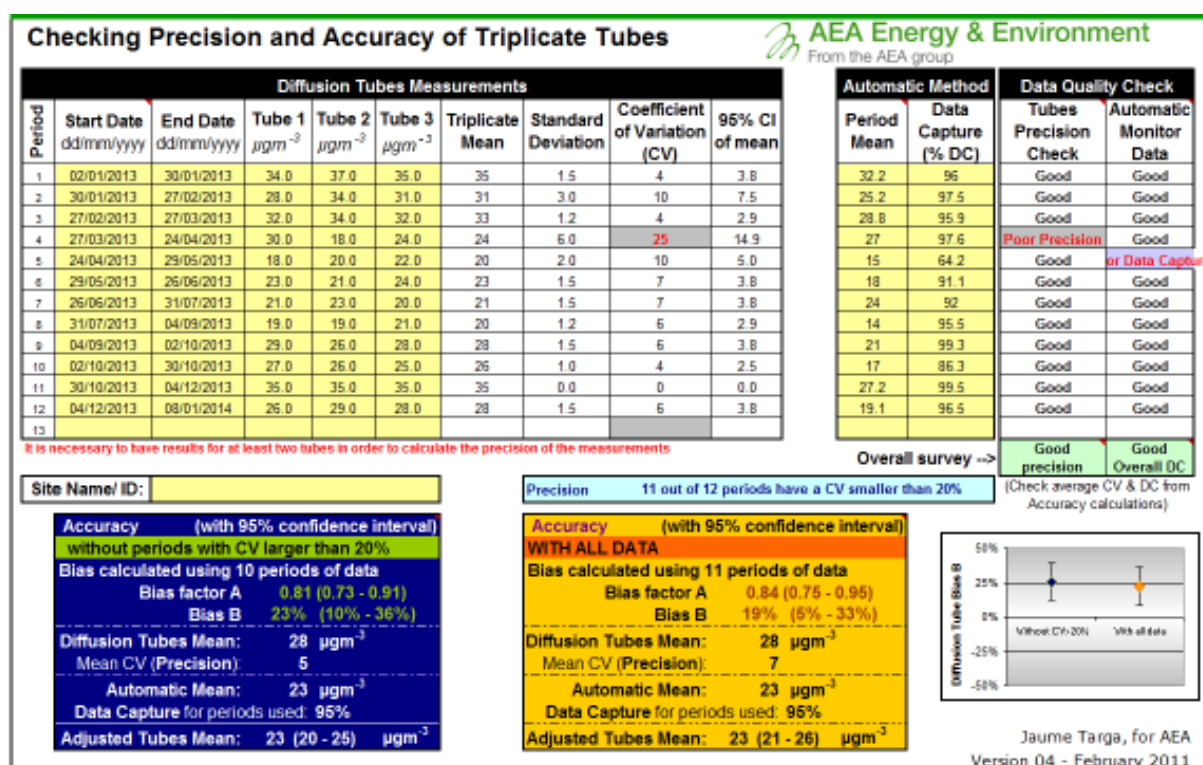 Checking Precision and Accuracy of Triplicate Tubes
AEA Energy & Environment
From the AEA group
Diffusion Tubes Measurements
Automatic Method
Data Quality Check
Period Start Date dd/mm/yyyy End Date dd/mm/yyyy Tube 1 µgm⁻³ Tube 2 µgm⁻³ Tube 3 µgm⁻³ Triplicate Mean Standard Deviation Coefficient of Variation (CV) 95% CI of mean Period Mean Data Capture (% DC) Tubes Precision Check Automatic Monitor Data
1 02/01/2013 30/01/2013 34.0 37.0 35.0 35 1.5 4 3.8 32.2 96 Good Good
2 30/01/2013 27/02/2013 28.0 34.0 31.0 31 3.0 10 7.5 25.2 97.5 Good Good
3 27/02/2013 27/03/2013 32.0 34.0 32.0 33 1.2 4 2.9 28.8 95.9 Good Good
4 27/03/2013 24/04/2013 30.0 18.0 24.0 24 6.0 25 14.9 27 97.6 Poor Precision Good
5 24/04/2013 29/05/2013 18.0 20.0 22.0 20 2.0 10 5.0 15 64.2 Good or Data Captur
6 29/05/2013 26/06/2013 23.0 21.0 24.0 23 1.5 7 3.8 18 91.1 Good Good
7 26/06/2013 31/07/2013 21.0 23.0 20.0 21 1.5 7 3.8 24 92 Good Good
8 31/07/2013 04/09/2013 19.0 19.0 21.0 20 1.2 6 2.9 14 95.5 Good Good
9 04/09/2013 02/10/2013 29.0 26.0 28.0 28 1.5 6 3.8 21 99.3 Good Good
10 02/10/2013 30/10/2013 27.0 26.0 25.0 26 1.0 4 2.5 17 86.3 Good Good
11 30/10/2013 04/12/2013 35.0 35.0 35.0 35 0.0 0 0.0 27.2 99.5 Good Good
12 04/12/2013 08/01/2014 26.0 29.0 28.0 28 1.5 6 3.8 19.1 96.5 Good Good
13
It is necessary to have results for at least two tubes in order to calculate the precision of the measurements
Overall survey --> Good precision Good Overall DC
Site Name/ ID:
Precision 11 out of 12 periods have a CV smaller than 20%
(Check average CV & DC from
Accuracy calculations)
Accuracy (with 95% confidence interval)
without periods with CV larger than 20%
Bias calculated using 10 periods of data
Bias factor A 0.81 (0.73 - 0.91)
Bias B 23% (10% - 36%)
Diffusion Tubes Mean: 28 µgm⁻³
Mean CV (Precision): 5
Automatic Mean: 23 µgm⁻³
Data Capture for periods used: 95%
Adjusted Tubes Mean: 23 (20 - 25) µgm⁻³
Accuracy (with 95% confidence interval)
WITH ALL DATA
Bias calculated using 11 periods of data
Bias factor A 0.84 (0.75 - 0.95)
Bias B 19% (5% - 33%)
Diffusion Tubes Mean: 28 µgm⁻³
Mean CV (Precision): 7
Automatic Mean: 23 µgm⁻³
Data Capture for periods used: 95%
Adjusted Tubes Mean: 23 (21 - 26) µgm⁻³
Diffusion Tube Bias B
50%
25%
0%
-25%
-50%
Without CV>20% With all data
Jaume Targa, for AEA
Version 04 - February 2011